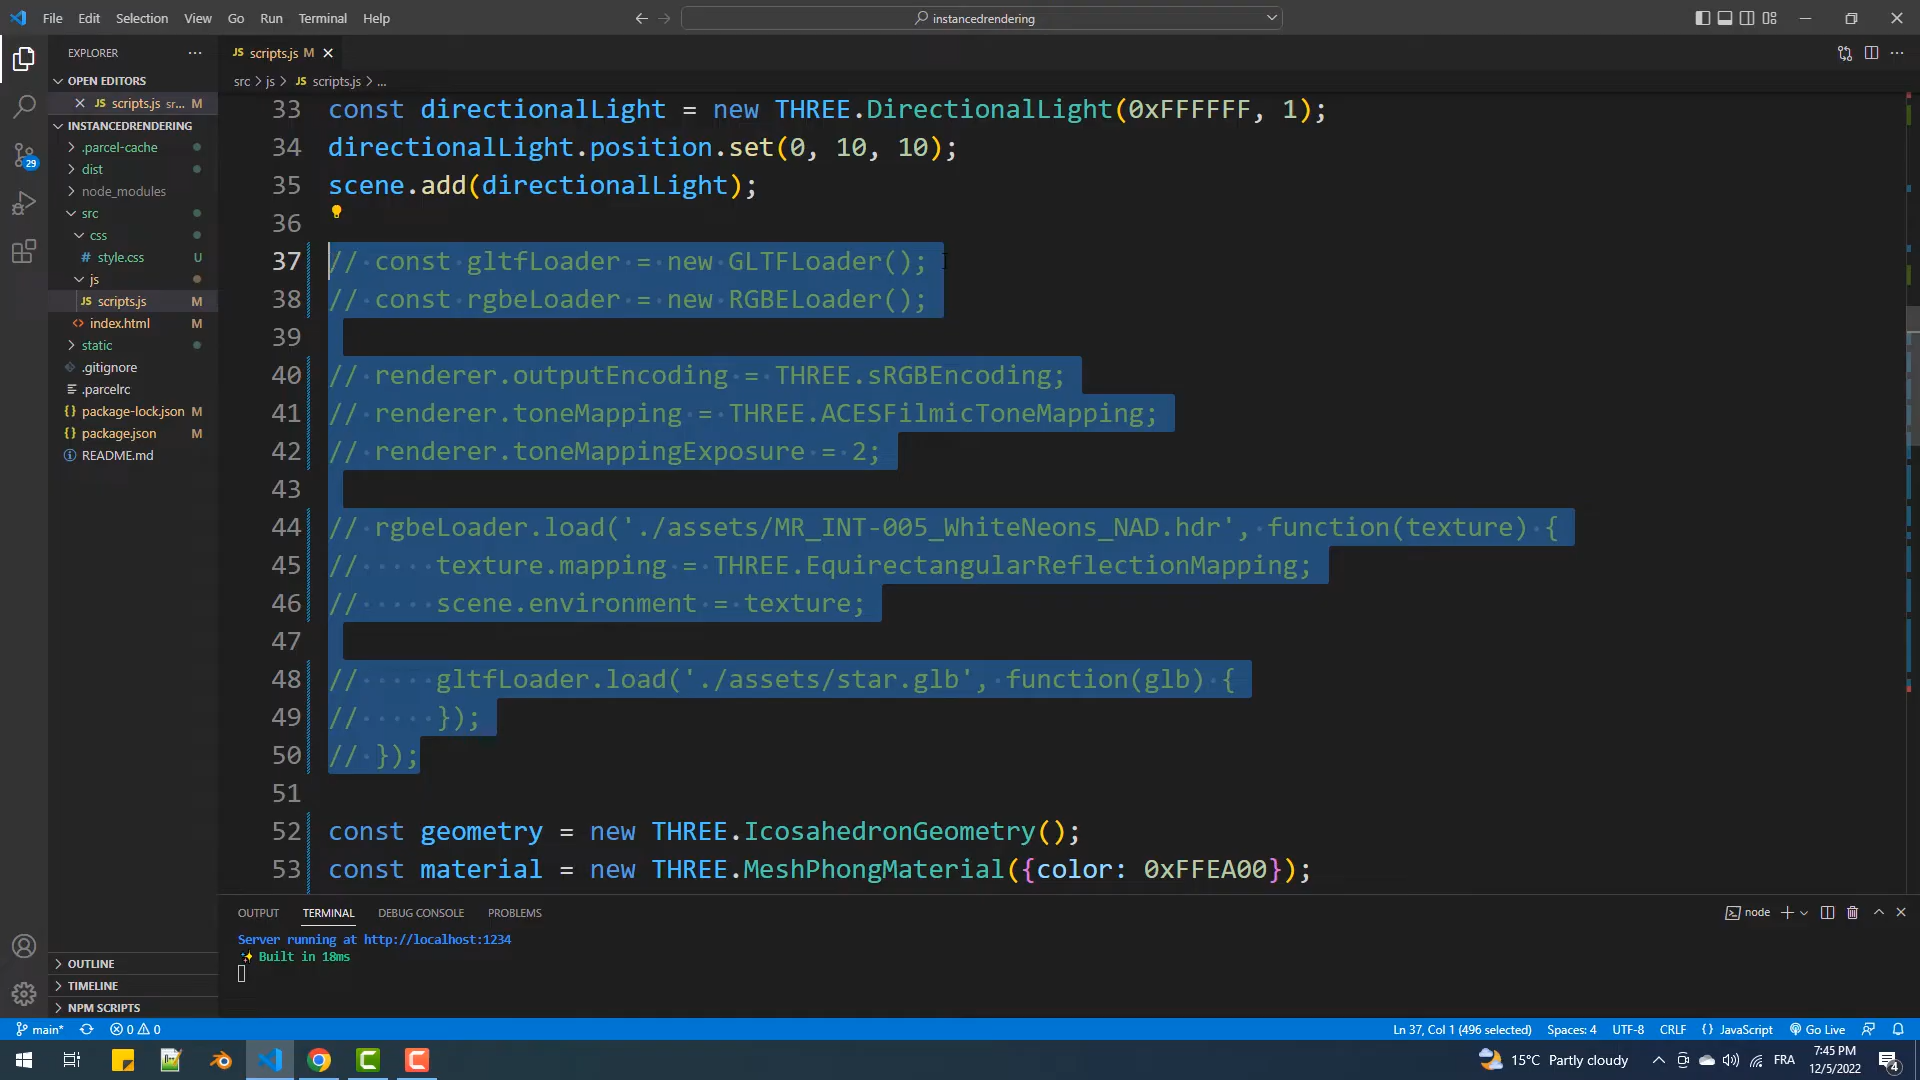 File Edit Selection View Go Run Terminal Help
instancedrendering
EXPLORER
OPEN EDITORS
scripts.js sr... M
INSTANCEDRENDERING
.parcel-cache
dist
node_modules
src
css
# style.css U
js
JS scripts.js M
<> index.html M
static
.gitignore
.parcelrc
{} package-lock.json M
{} package.json M
README.md
OUTLINE
TIMELINE
NPM SCRIPTS
29
JS scripts.js M
src > js > JS scripts.js > ...
33 const directionalLight = new THREE.DirectionalLight(0xFFFFFF, 1);
34 directionalLight.position.set(0, 10, 10);
35 scene.add(directionalLight);
36
37 // const gltfLoader = new GLTFLoader();
38 // const rgbeLoader = new RGBELoader();
39
40 // renderer.outputEncoding = THREE.sRGBEncoding;
41 // renderer.toneMapping = THREE.ACESFilmicToneMapping;
42 // renderer.toneMappingExposure = 2;
43
44 // rgbeLoader.load('./assets/MR_INT-005_WhiteNeons_NAD.hdr', function(texture) {
45 //     texture.mapping = THREE.EquirectangularReflectionMapping;
46 //     scene.environment = texture;
47
48 //     gltfLoader.load('./assets/star.glb', function(glb) {
49 //     });
50 // });
51
52 const geometry = new THREE.IcosahedronGeometry();
53 const material = new THREE.MeshPhongMaterial({color: 0xFFEA00});
OUTPUT TERMINAL DEBUG CONSOLE PROBLEMS
node
Server running at http://localhost:1234
✨ Built in 18ms
main* 0 0
Ln 37, Col 1 (496 selected) Spaces: 4 UTF-8 CRLF {} JavaScript Go Live
15°C Partly cloudy
FRA
7:45 PM
12/5/2022
4